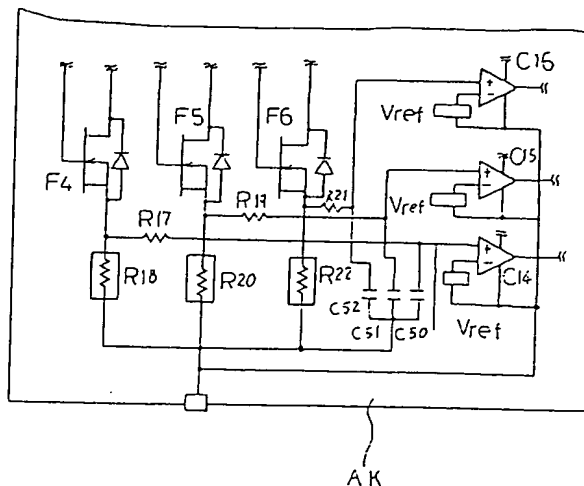 C16
F5
F6
Vref
F4
R19
221
C15
Vref
R17
R18
R20
R22
C14
C52
C51
C50
Vref
AK